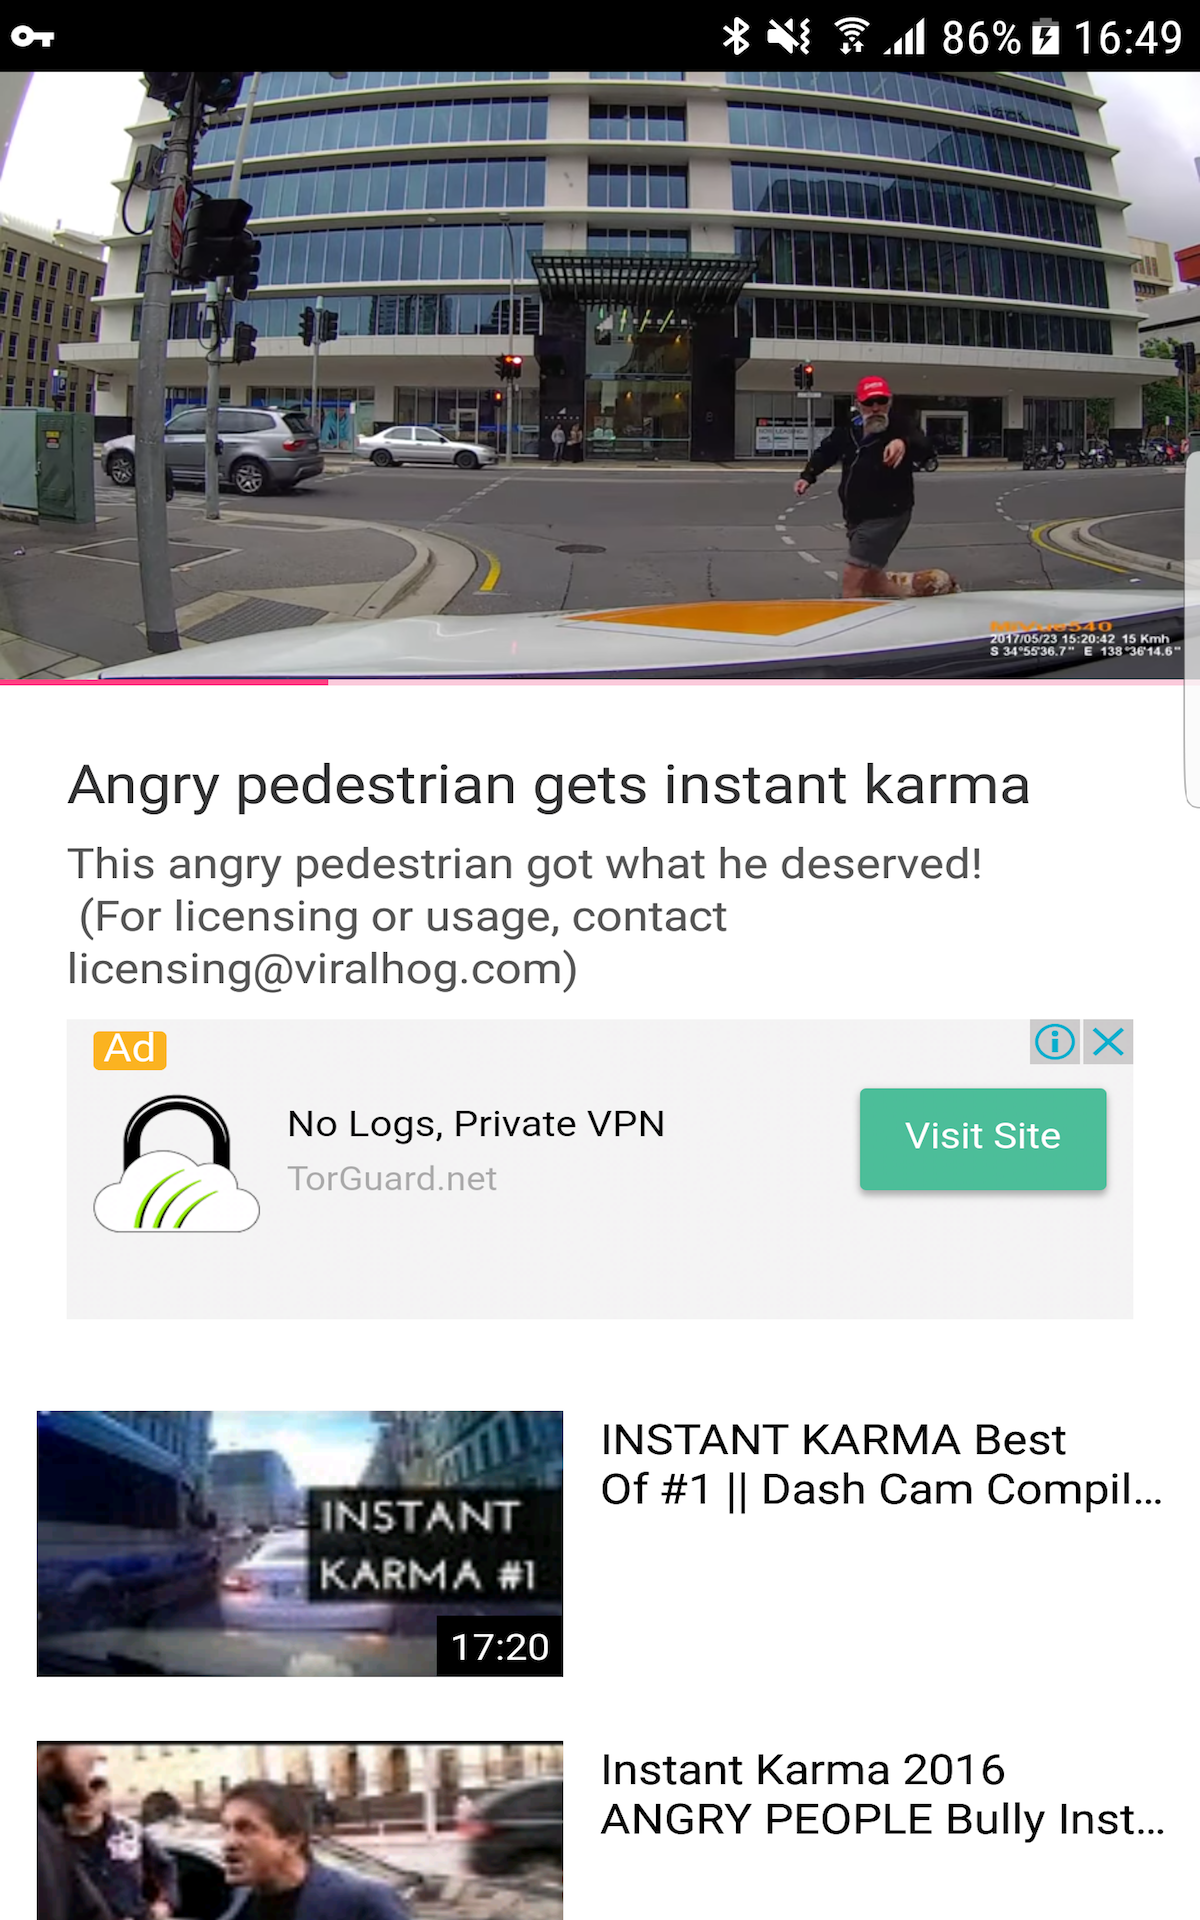 86% 16:49
MiVue540
2017/05/23 15:20:42 15 Kmh
S 34°55'36.7" E 138°36'14.6"
Angry pedestrian gets instant karma
This angry pedestrian got what he deserved!
(For licensing or usage, contact
licensing@viralhog.com)
Ad
No Logs, Private VPN
TorGuard.net
Visit Site
INSTANT
KARMA #1
17:20
INSTANT KARMA Best
Of #1 || Dash Cam Compil...
Instant Karma 2016
ANGRY PEOPLE Bully Inst...